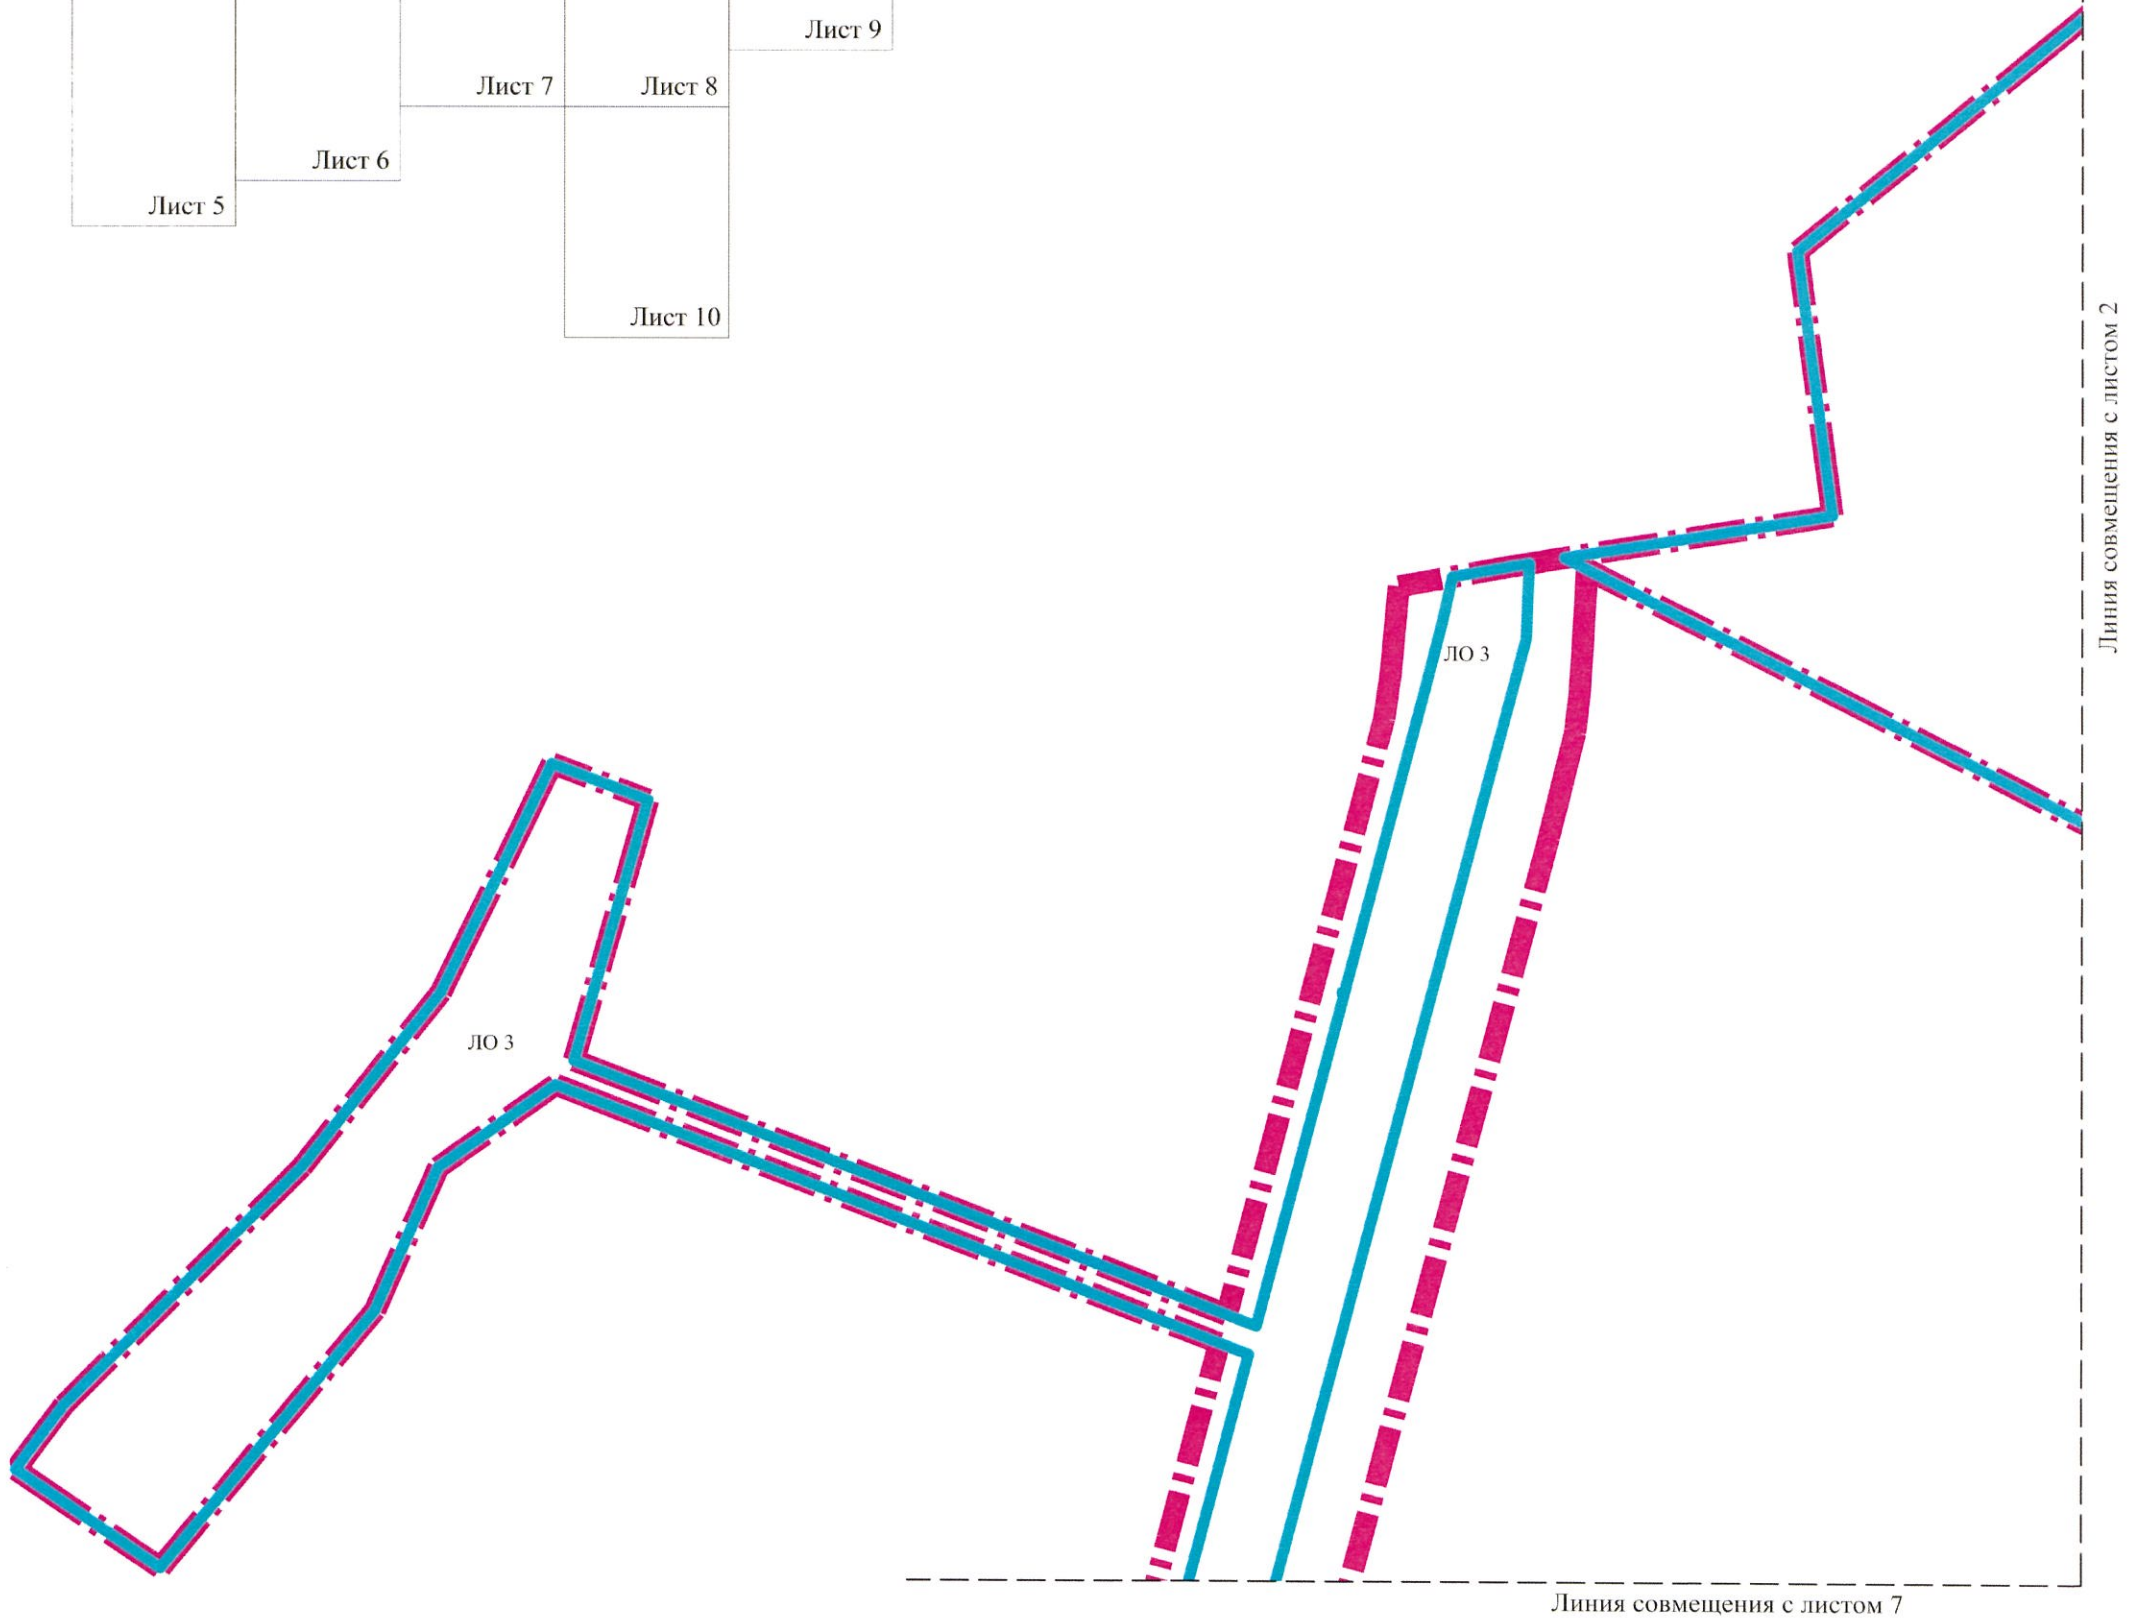 Лист 9
Лист 7
Лист 8
Лист 6
Лист 5
Лист 10
Линия совмещения с листом 2
ЛО 3
ЛО 3
Линия совмещения с листом 7